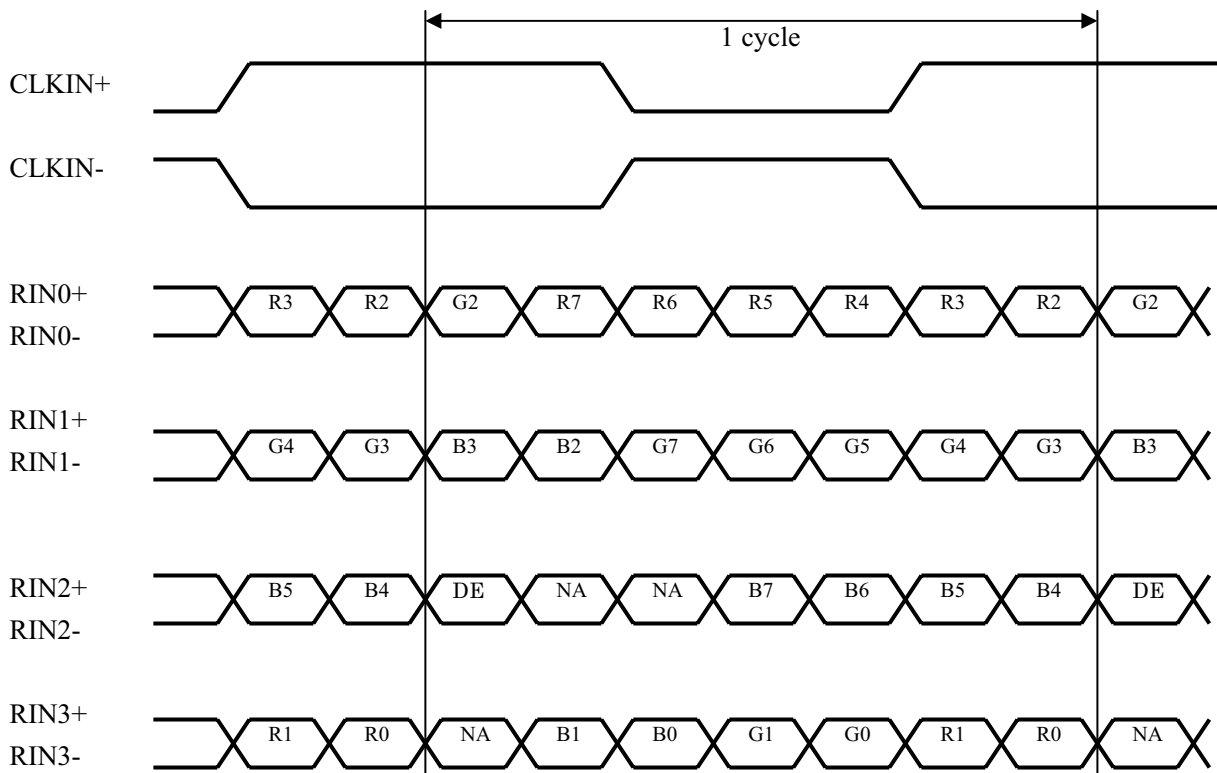 1 cycle
CLKIN+
CLKIN-
RIN0+
R3 R2 G2 R7 R6 R5 R4 R3 R2 G2
RIN0-
RIN1+
G4 G3 B3 B2 G7 G6 G5 G4 G3 B3
RIN1-
RIN2+
B5 B4 DE NA NA B7 B6 B5 B4 DE
RIN2-
RIN3+
R1 R0 NA B1 B0 G1 G0 R1 R0 NA
RIN3-